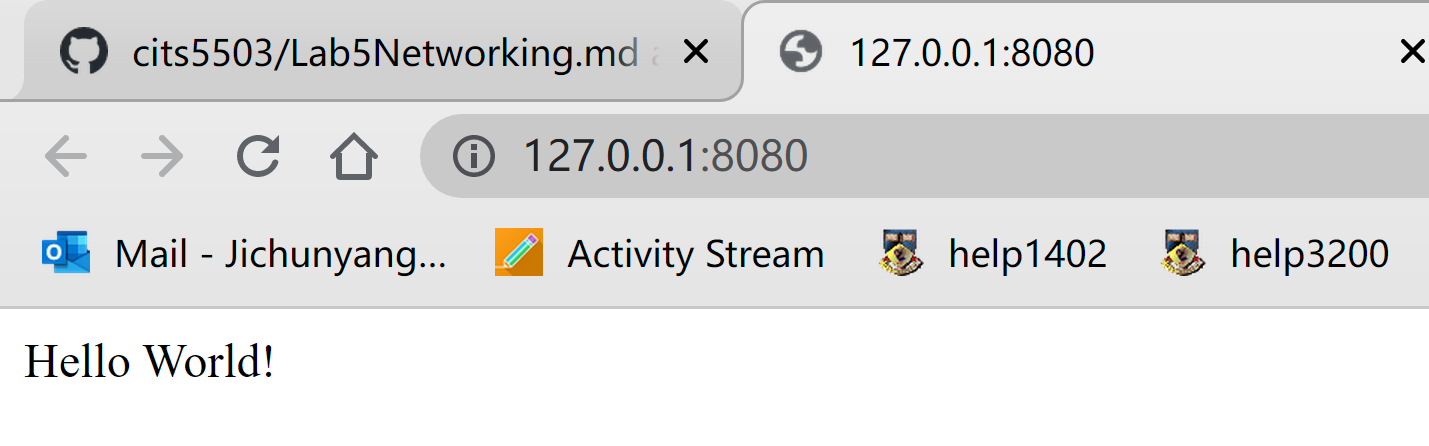 cits5503/Lab5Networking.md
127.0.0.1:8080
127.0.0.1:8080
Mail - Jichunyang... Activity Stream help1402 help3200
Hello World!